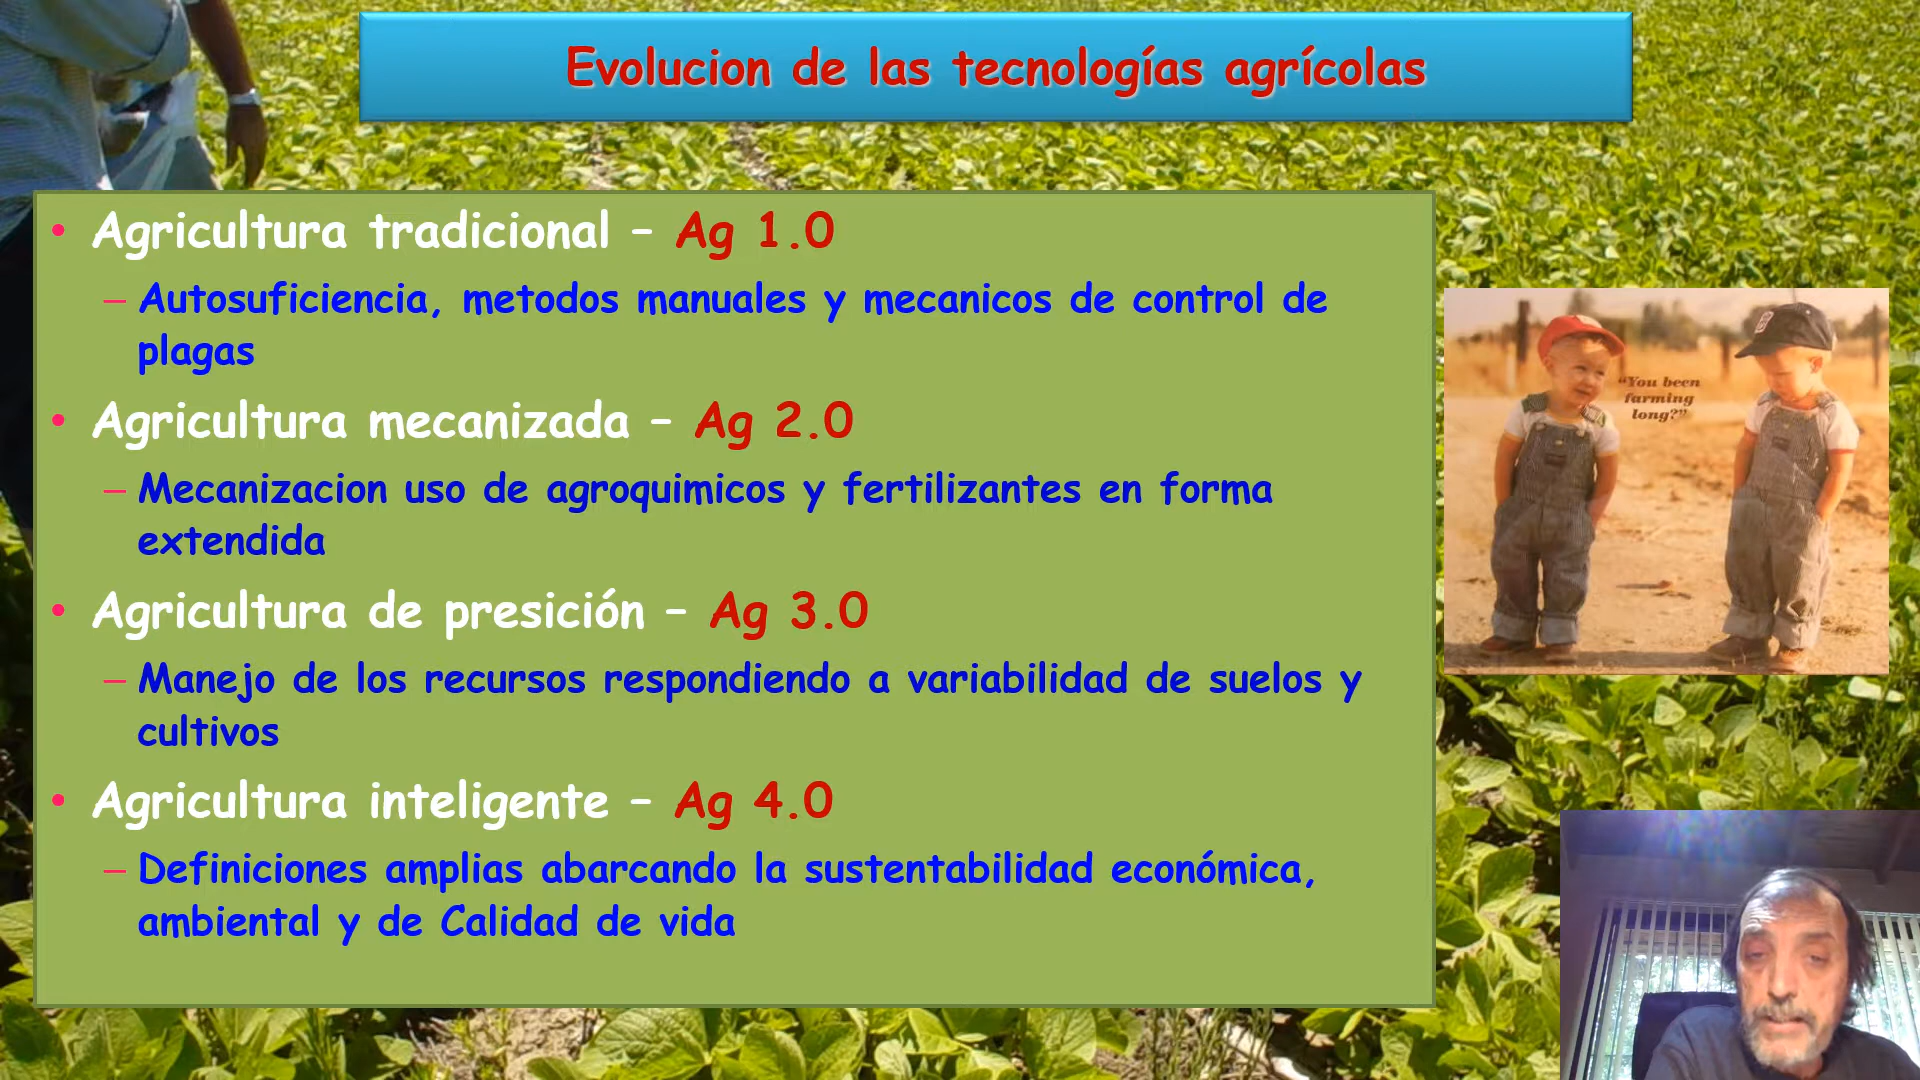 Evolucion de las tecnologías agrícolas
• Agricultura tradicional – Ag 1.0
– Autosuficiencia, metodos manuales y mecanicos de control de
plagas
• Agricultura mecanizada – Ag 2.0
– Mecanizacion uso de agroquimicos y fertilizantes en forma
extendida
• Agricultura de presición – Ag 3.0
– Manejo de los recursos respondiendo a variabilidad de suelos y
cultivos
• Agricultura inteligente – Ag 4.0
– Definiciones amplias abarcando la sustentabilidad económica,
ambiental y de Calidad de vida
“You been
farming
long?”